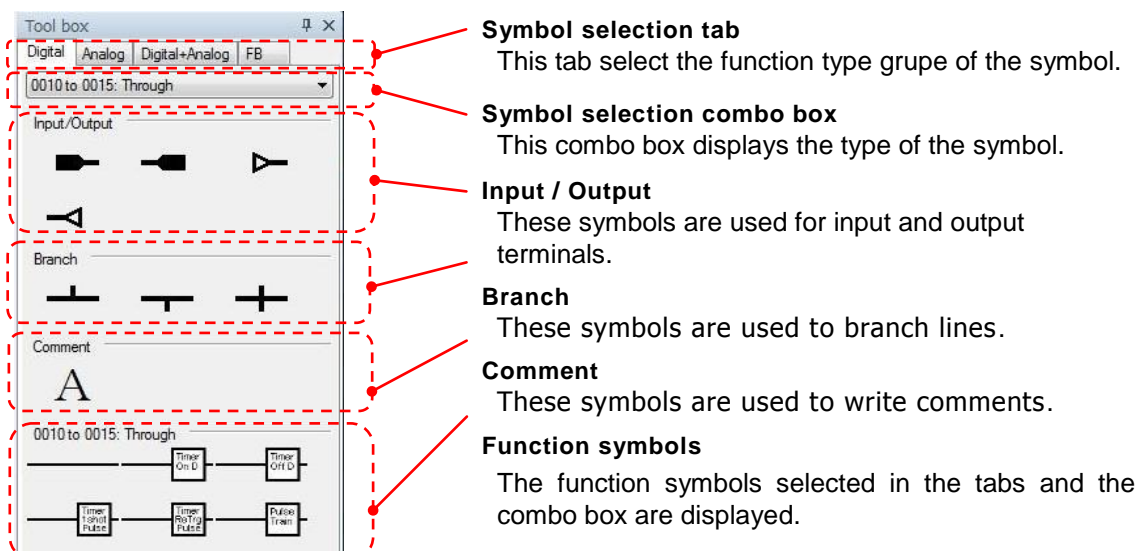 Tool box
Digital Analog Digital+Analog FB
0010 to 0015: Through
Input/Output
Branch
Comment
A
0010 to 0015: Through
Timer
On D
Timer
Off D
Timer
1shot
Pulse
Timer
ReTrg
Pulse
Pulse
Train
Symbol selection tab
This tab select the function type grupe of the symbol.
Symbol selection combo box
This combo box displays the type of the symbol.
Input / Output
These symbols are used for input and output
terminals.
Branch
These symbols are used to branch lines.
Comment
These symbols are used to write comments.
Function symbols
The function symbols selected in the tabs and the
combo box are displayed.